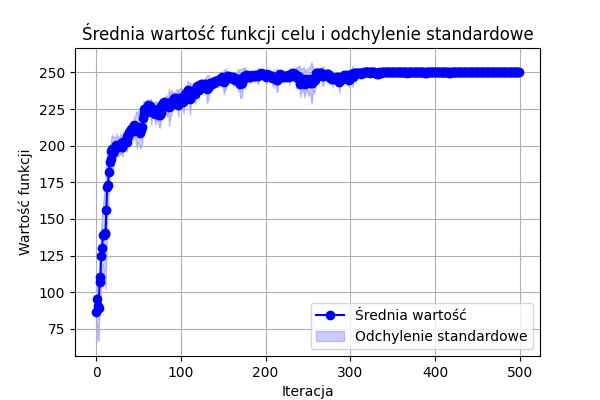 Średnia wartość funkcji celu i odchylenie standardowe
250
225
200
175
150
125
100
75
Wartość funkcji
0 100 200 300 400 500
Iteracja
Średnia wartość
Odchylenie standardowe